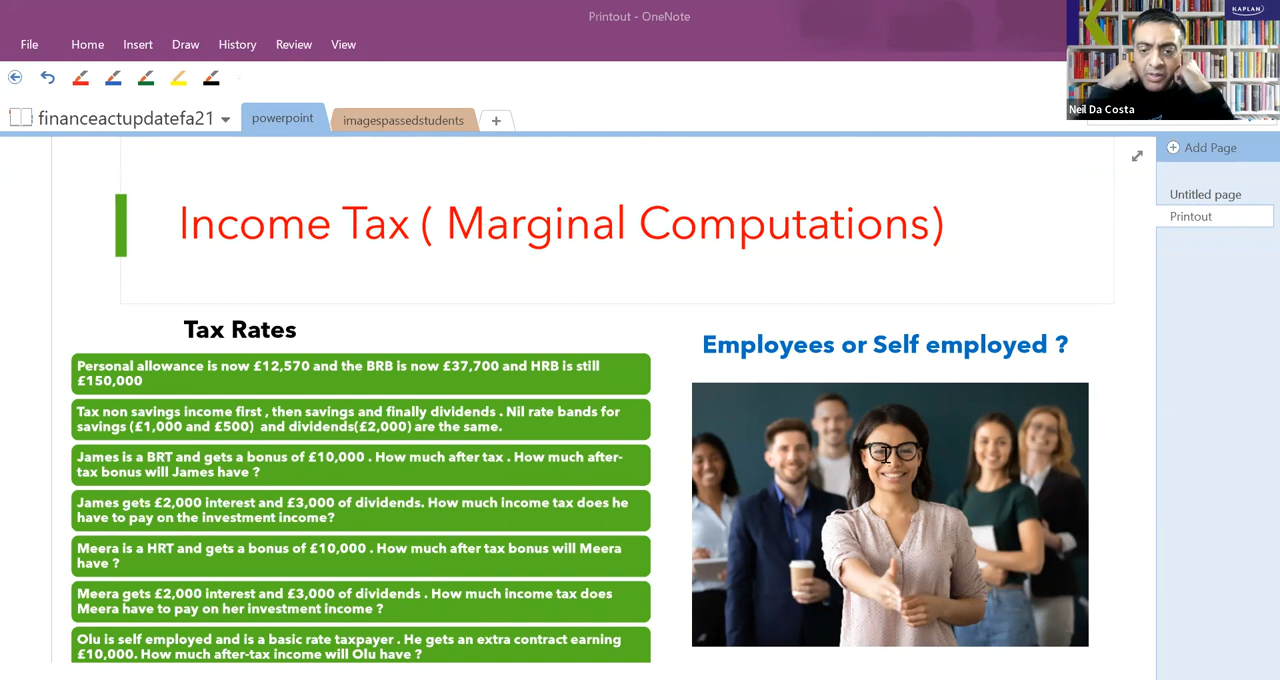 Printout - OneNote
KAPLAN
File Home Insert Draw History Review View
Neil Da Costa
financeactupdatefa21
powerpoint
imagespassedstudents
Add Page
Untitled page
Printout
Income Tax ( Marginal Computations)
Tax Rates
Personal allowance is now £12,570 and the BRB is now £37,700 and HRB is still
£150,000
Tax non savings income first , then savings and finally dividends . Nil rate bands for
savings (£1,000 and £500) and dividends(£2,000) are the same.
James is a BRT and gets a bonus of £10,000 . How much after tax . How much after-
tax bonus will James have ?
James gets £2,000 interest and £3,000 of dividends. How much income tax does he
have to pay on the investment income?
Meera is a HRT and gets a bonus of £10,000 . How much after tax bonus will Meera
have ?
Meera gets £2,000 interest and £3,000 of dividends . How much income tax does
Meera have to pay on her investment income ?
Olu is self employed and is a basic rate taxpayer . He gets an extra contract earning
£10,000. How much after-tax income will Olu have ?
Employees or Self employed ?